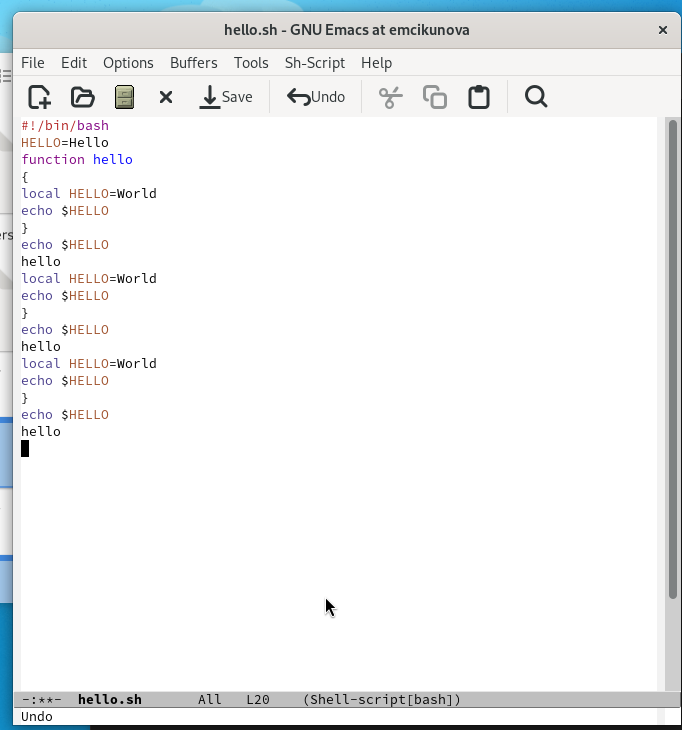 hello.sh - GNU Emacs at emcikunova
File Edit Options Buffers Tools Sh-Script Help
Save Undo
#!/bin/bash
HELLO=Hello
function hello
{
local HELLO=World
echo $HELLO
}
echo $HELLO
hello
local HELLO=World
echo $HELLO
}
echo $HELLO
hello
local HELLO=World
echo $HELLO
}
echo $HELLO
hello
-:**- hello.sh All L20 (Shell-script[bash])
Undo